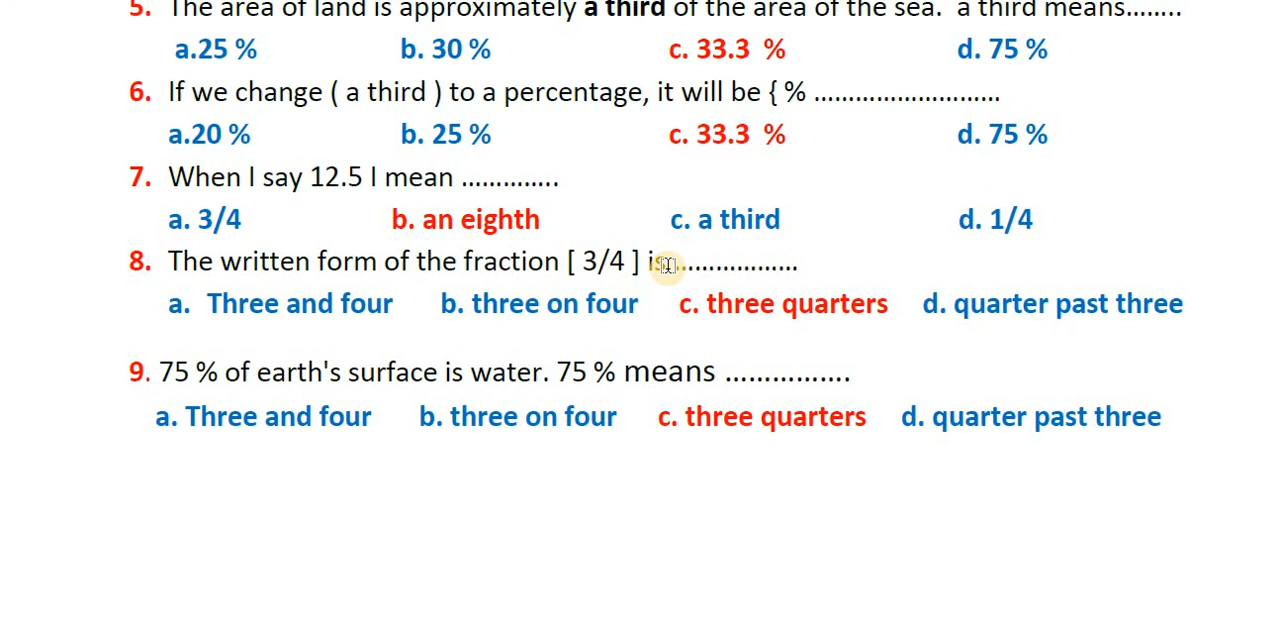 5. The area of land is approximately a third of the area of the sea. a third means........
a.25 % b. 30 % c. 33.3 % d. 75 %
6. If we change ( a third ) to a percentage, it will be { % ...........................
a.20 % b. 25 % c. 33.3 % d. 75 %
7. When I say 12.5 I mean ..............
a. 3/4 b. an eighth c. a third d. 1/4
8. The written form of the fraction [ 3/4 ] is.................
a. Three and four b. three on four c. three quarters d. quarter past three
9. 75 % of earth's surface is water. 75 % means ................
a. Three and four b. three on four c. three quarters d. quarter past three